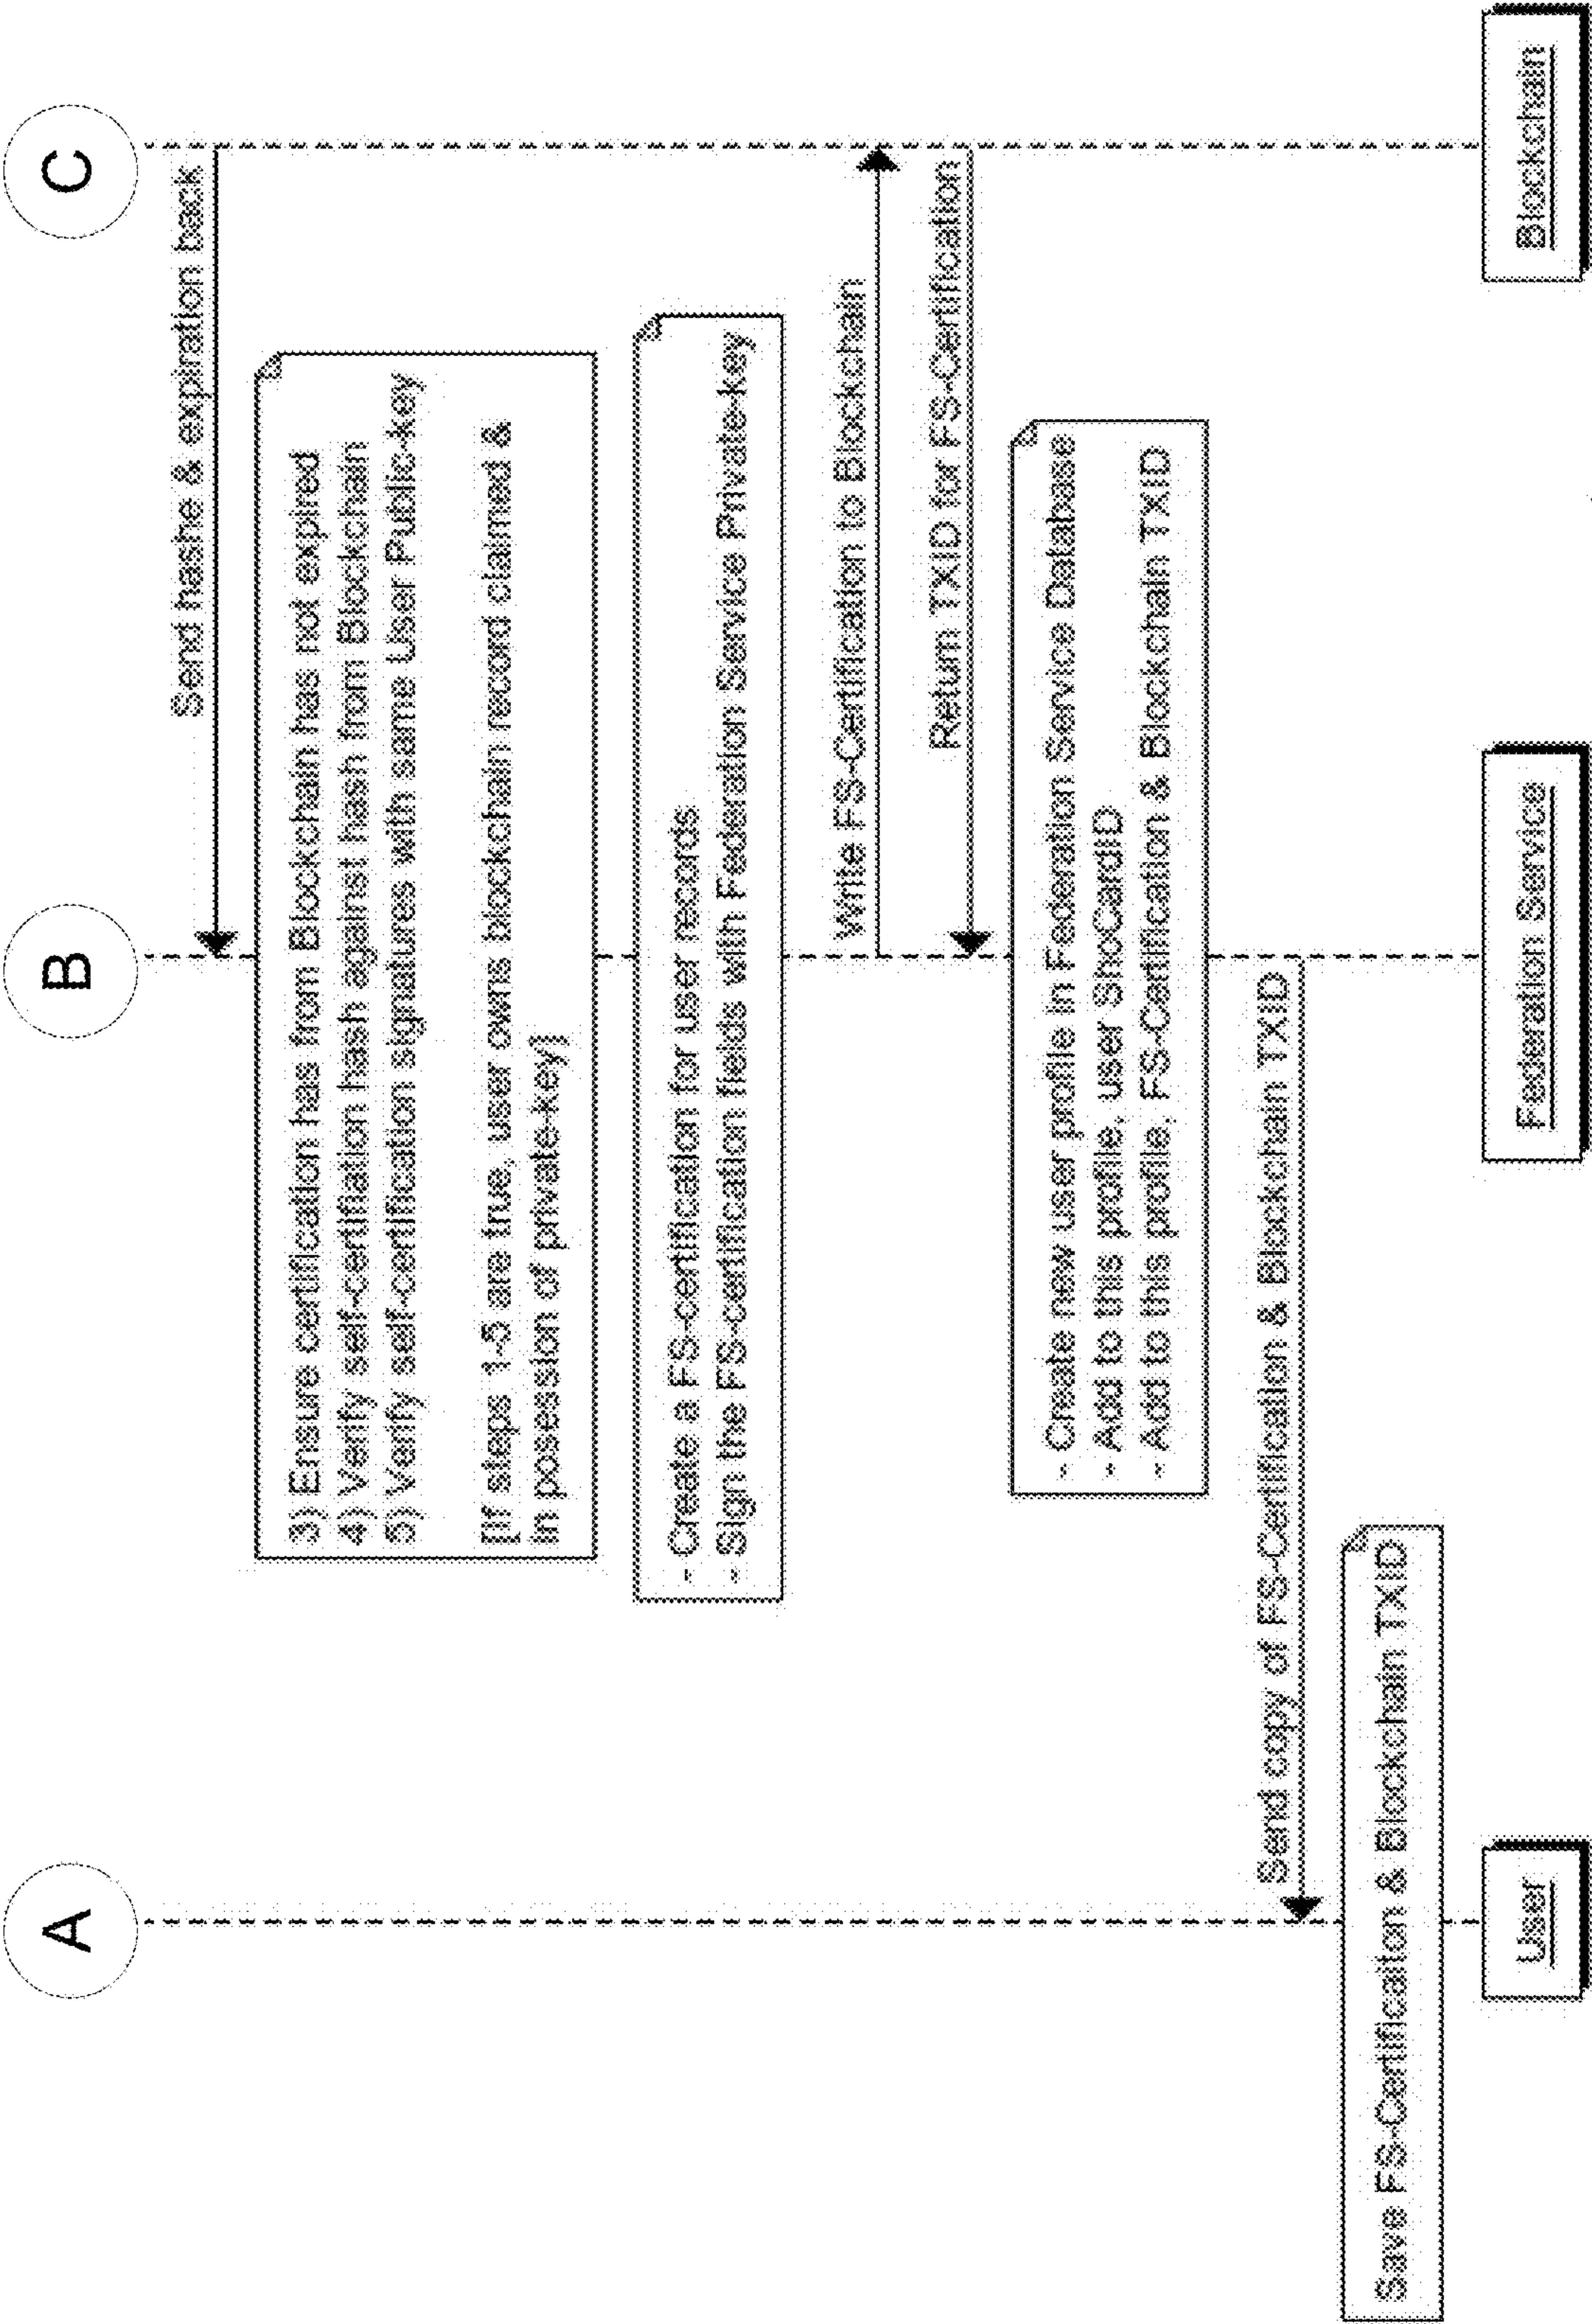 A
B
C
Send hashe & expiration back
3) Ensure certification has from Blockchain has not expired
4) Verify self-certifiation hash against hash from Blockchain
5) Verify self-certification signatures with same User Public-key
[If steps 1-5 are true, user owns blockchain record claimed &
in posession of private-key]
- Create a FS-certification for user records
- Sign the FS-certification fields with Federation Service Private-key
Write FS-Certification to Blockchain
Return TXID for FS-Certification
- Create new user profile in Federation Service Database
- Add to this profile, user ShoCardID
- Add to this profile, FS-Certification & Blockchain TXID
Send copy of FS-Certification & Blockchain TXID
Save FS-Certificaiton & Blockchain TXID
User
Federation Service
Blockchain